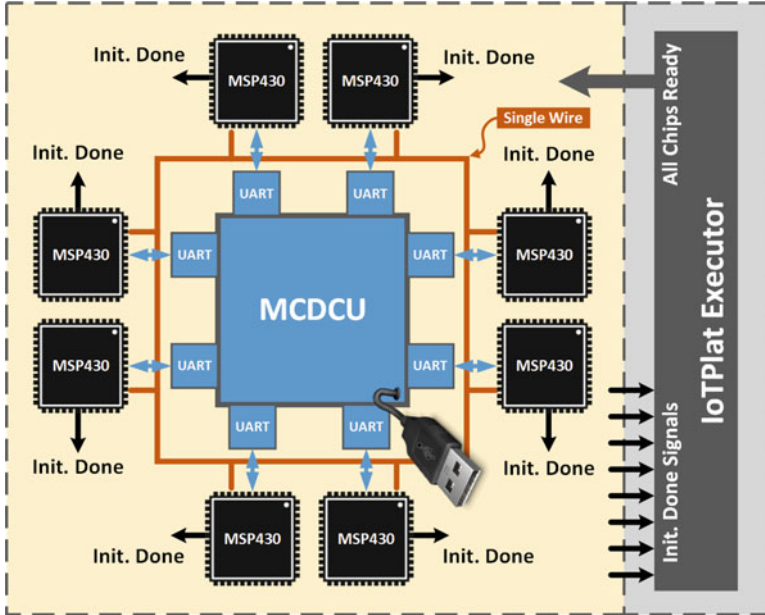 Init. Done
MSP430
MSP430
Init. Done
Single Wire
All Chips Ready
Init. Done
UART
UART
Init. Done
MSP430
UART
UART
MSP430
MCDCU
IoTPlat Executor
MSP430
UART
UART
MSP430
Init. Done
UART
UART
Init. Done
Init. Done Signals
Init. Done
MSP430
MSP430
Init. Done